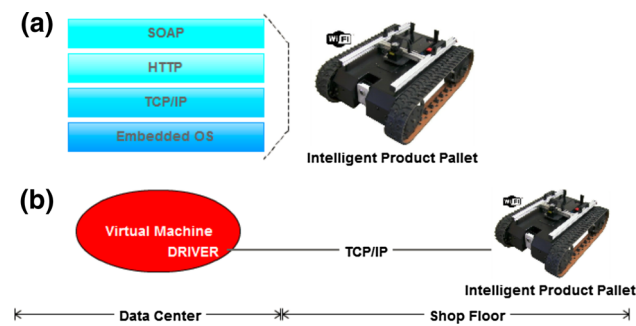 (a)
SOAP
HTTP
TCP/IP
Embedded OS
WiFi
Intelligent Product Pallet
(b)
Virtual Machine
DRIVER
TCP/IP
WiFi
Intelligent Product Pallet
Data Center
Shop Floor